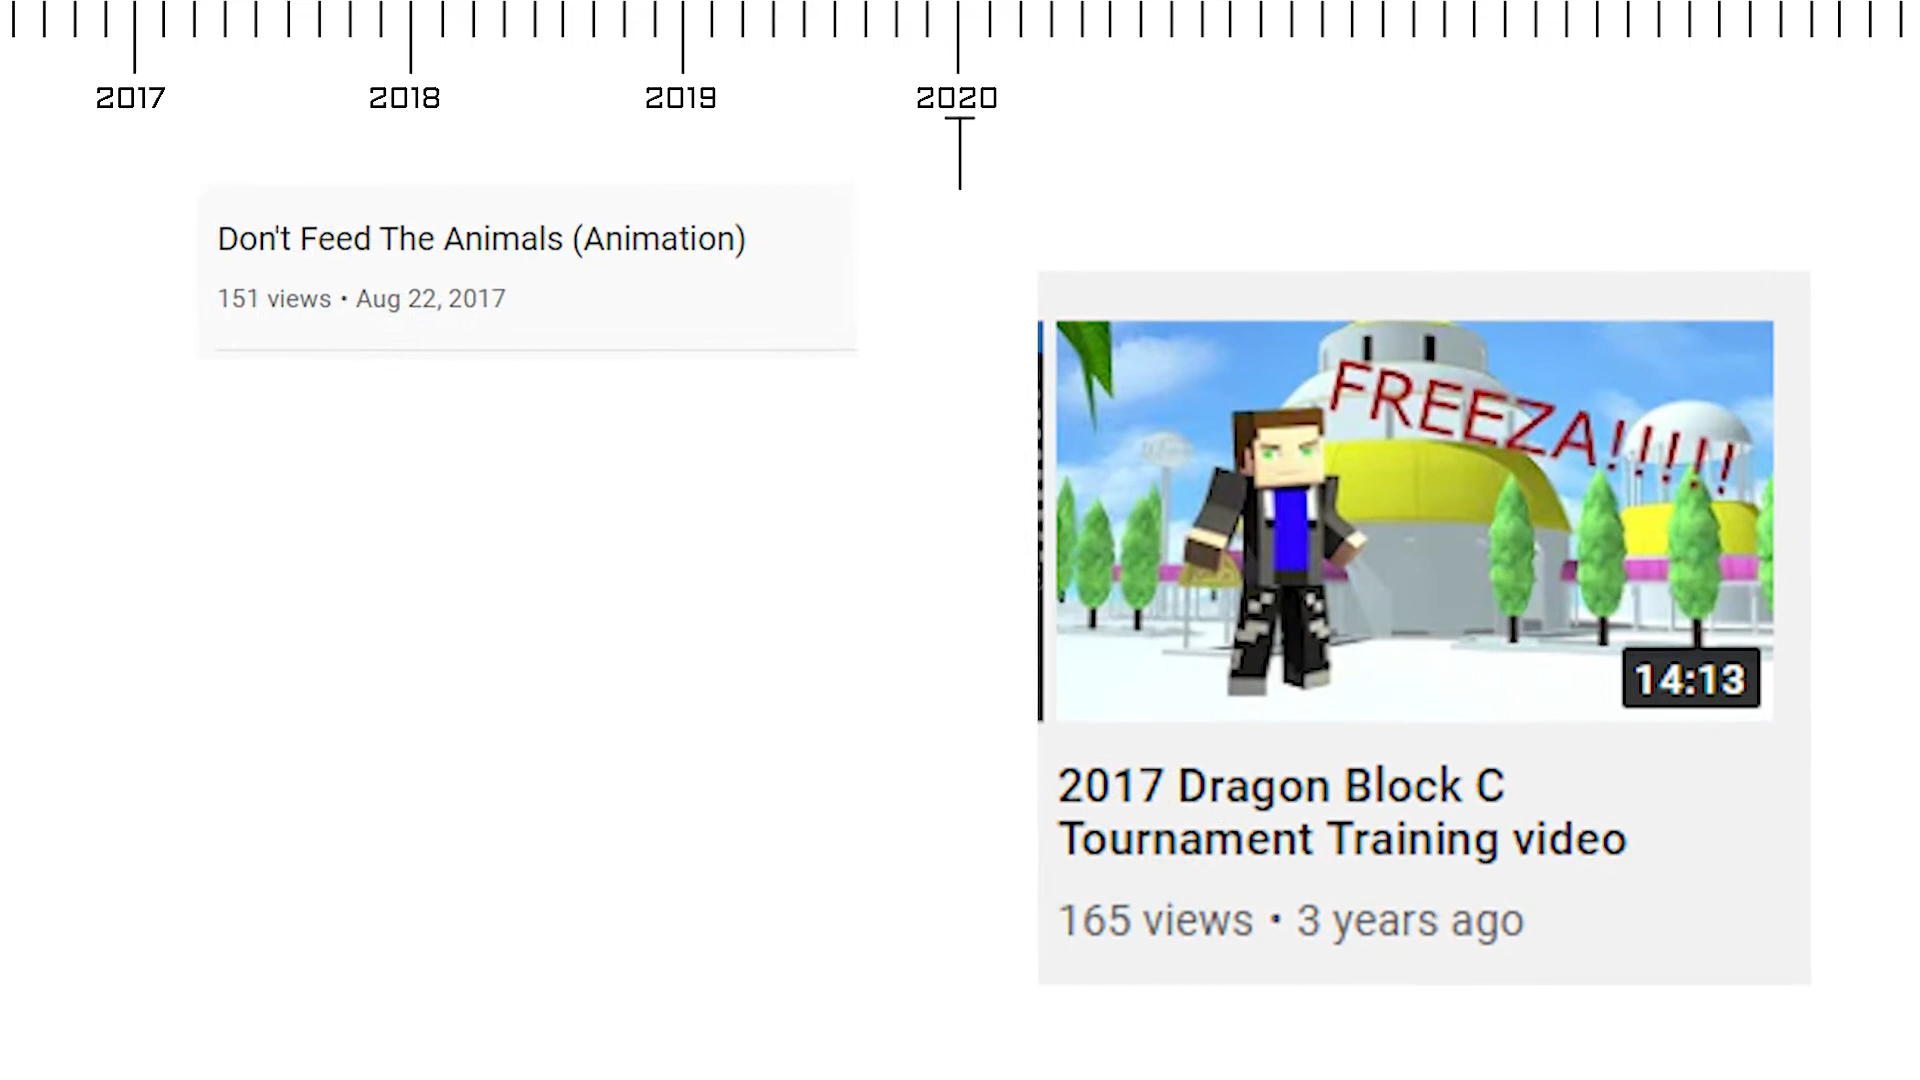 2017 2018 2019 2020
Don't Feed The Animals (Animation)
151 views • Aug 22, 2017
FREEZA!!!!!
14:13
2017 Dragon Block C
Tournament Training video
165 views • 3 years ago